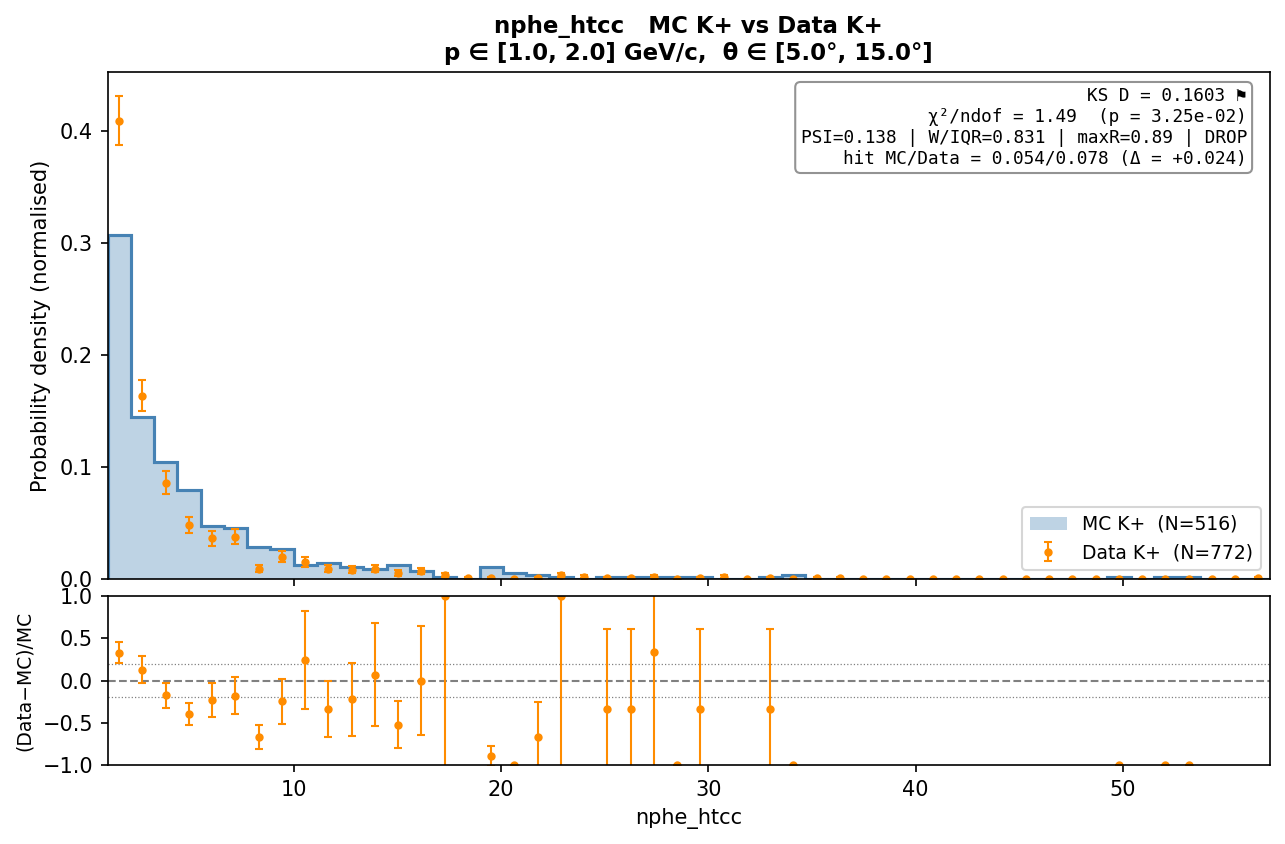 nphe_htcc   MC K+ vs Data K+
p ∈ [1.0, 2.0] GeV/c,  θ ∈ [5.0°, 15.0°]
KS D = 0.1603 ⚑
χ²/ndof = 1.49  (p = 3.25e-02)
PSI=0.138 | W/IQR=0.831 | maxR=0.89 | DROP
hit MC/Data = 0.054/0.078 (Δ = +0.024)
Probability density (normalised)
0.4
0.3
0.2
0.1
0.0
MC K+  (N=516)
Data K+  (N=772)
(Data−MC)/MC
1.0
0.5
0.0
−0.5
−1.0
10 20 30 40 50
nphe_htcc